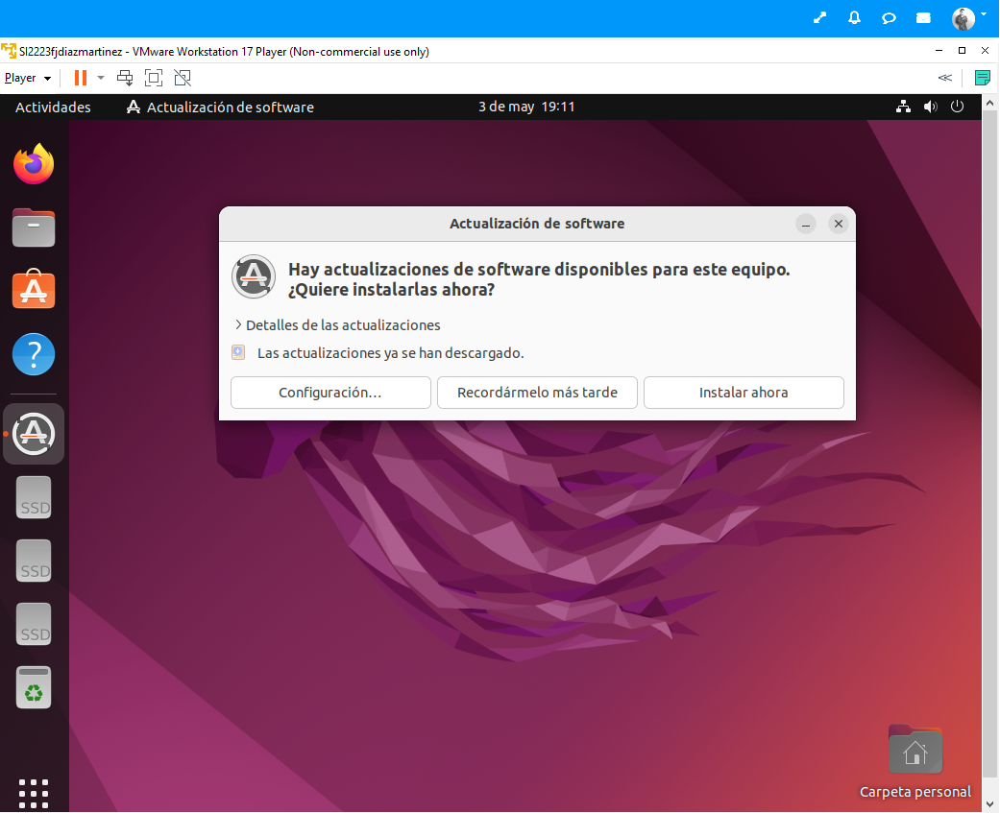 SI2223fjdiazmartinez - VMware Workstation 17 Player (Non-commercial use only)
Player
Actividades
Actualización de software
3 de may 19:11
Actualización de software
Hay actualizaciones de software disponibles para este equipo.
¿Quiere instalarlas ahora?
Detalles de las actualizaciones
Las actualizaciones ya se han descargado.
Configuración…
Recordármelo más tarde
Instalar ahora
SSD
SSD
SSD
Carpeta personal